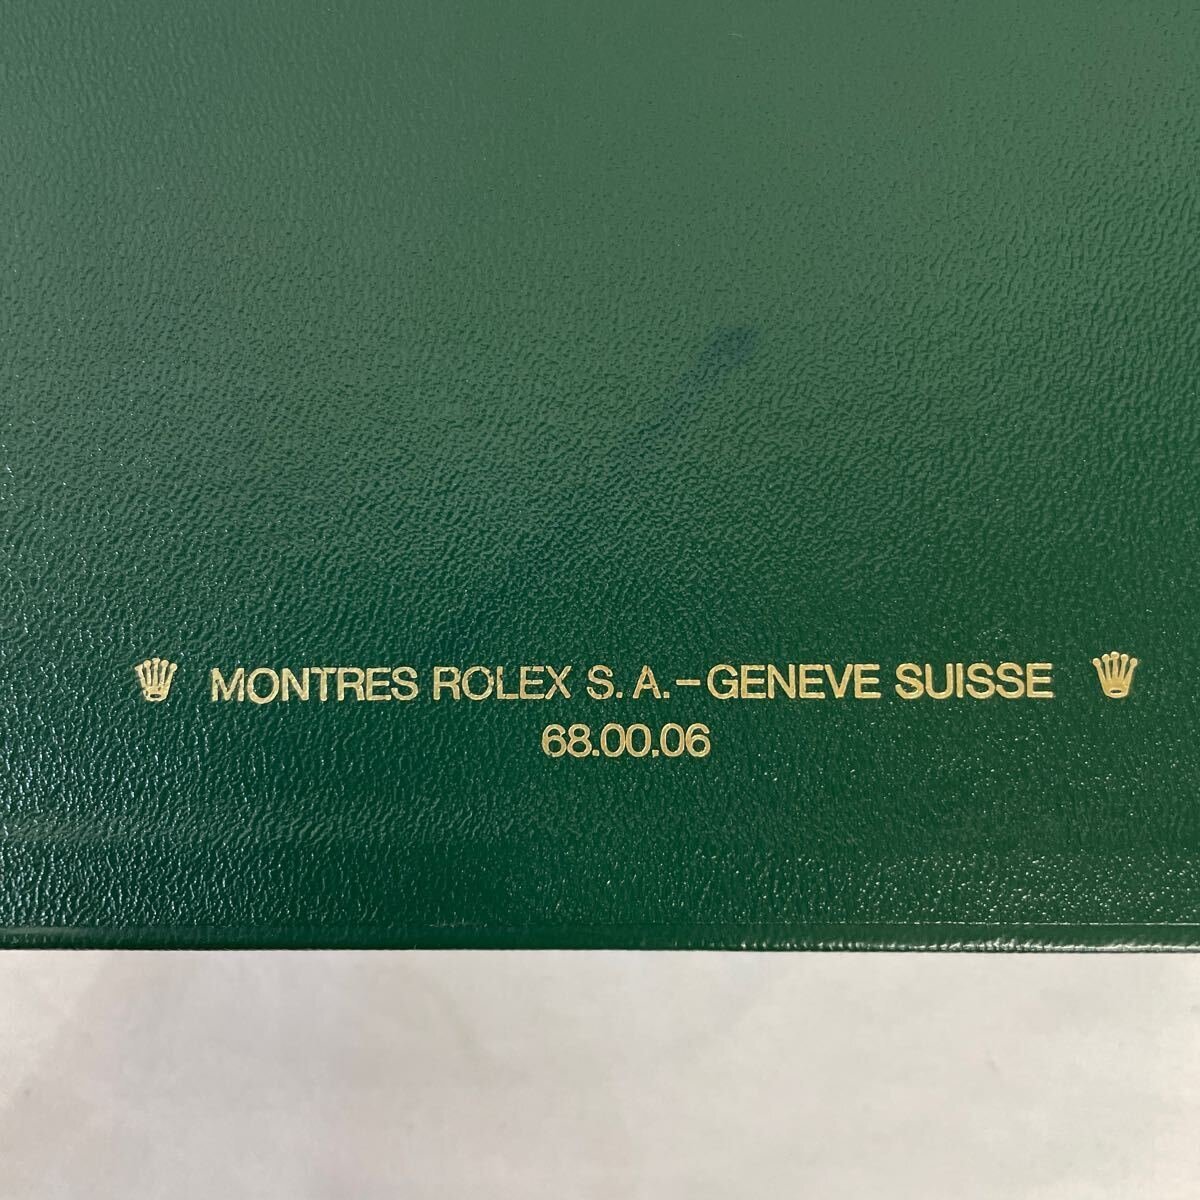 MONTRES ROLEX S.A.-GENEVE SUISSE
68.00.06